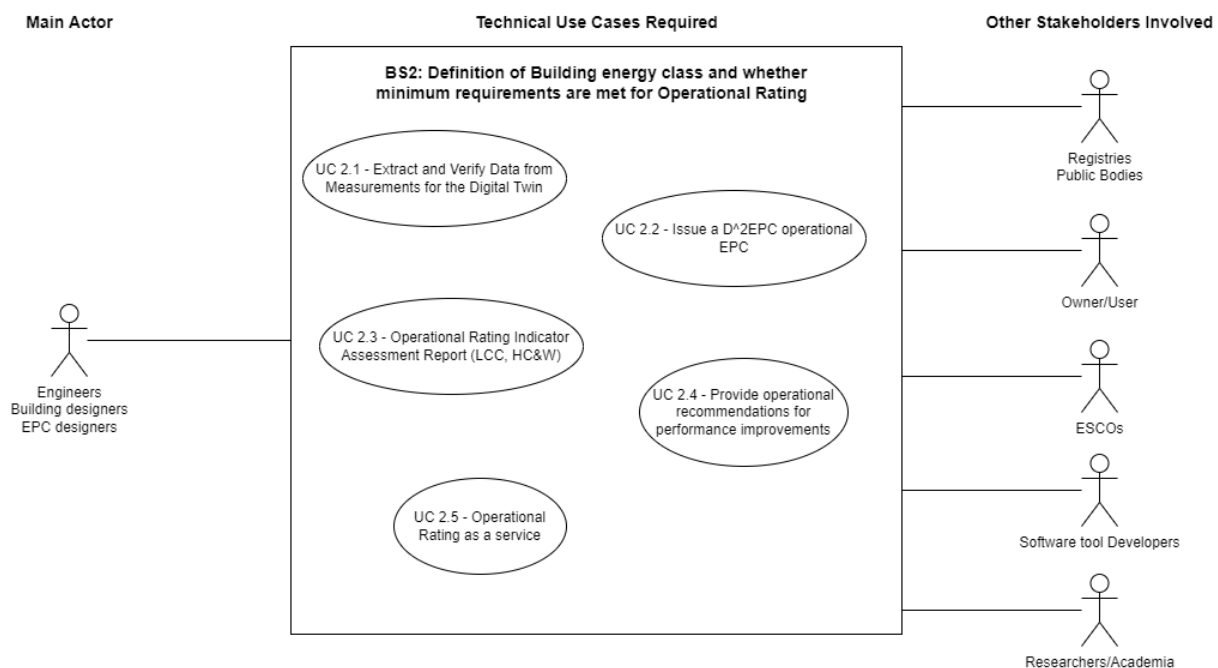 Main Actor
Technical Use Cases Required
Other Stakeholders Involved
BS2: Definition of Building energy class and whether
minimum requirements are met for Operational Rating
UC 2.1 - Extract and Verify Data from
Measurements for the Digital Twin
UC 2.2 - Issue a D^2EPC operational
EPC
UC 2.3 - Operational Rating Indicator
Assessment Report (LCC, HC&W)
UC 2.4 - Provide operational
recommendations for
performance improvements
UC 2.5 - Operational
Rating as a service
Engineers
Building designers
EPC designers
Registries
Public Bodies
Owner/User
ESCOs
Software tool Developers
Researchers/Academia